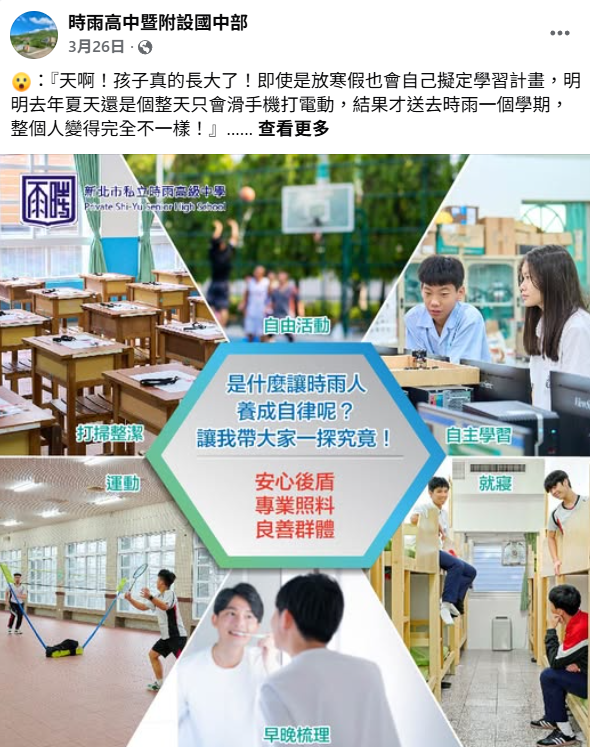 時雨高中暨附設國中部
3月26日 ·
😮：『天啊！孩子真的長大了！即使是放寒假也會自己擬定學習計畫，明
明去年夏天還是個整天只會滑手機打電動，結果才送去時雨一個學期，
整個人變得完全不一樣！』...... 查看更多
時雨
新北市私立時雨高級中學
Private Shi-Yu Senior High School
自由活動
是什麼讓時雨人
養成自律呢？
讓我帶大家一探究竟！
打掃整潔
自主學習
安心後盾
專業照料
良善群體
運動
就寢
早晚梳理